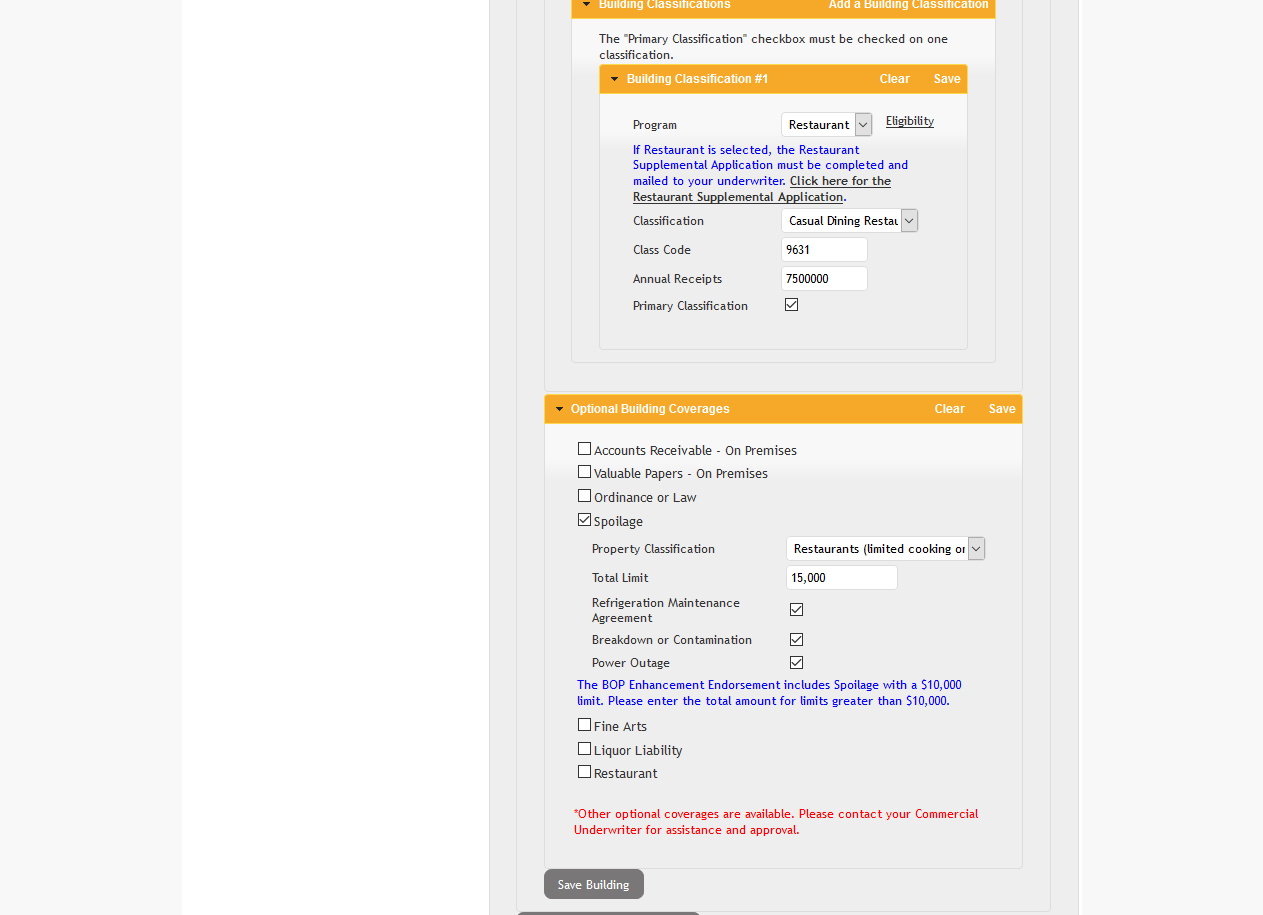 Building Classifications Add a Building Classification
The "Primary Classification" checkbox must be checked on one
classification.
Building Classification #1 Clear Save
Program Restaurant Eligibility
If Restaurant is selected, the Restaurant
Supplemental Application must be completed and
mailed to your underwriter. Click here for the
Restaurant Supplemental Application.
Classification Casual Dining Restau
Class Code 9631
Annual Receipts 7500000
Primary Classification
Optional Building Coverages Clear Save
Accounts Receivable - On Premises
Valuable Papers - On Premises
Ordinance or Law
Spoilage
Property Classification Restaurants (limited cooking or
Total Limit 15,000
Refrigeration Maintenance
Agreement
Breakdown or Contamination
Power Outage
The BOP Enhancement Endorsement includes Spoilage with a $10,000
limit. Please enter the total amount for limits greater than $10,000.
Fine Arts
Liquor Liability
Restaurant
*Other optional coverages are available. Please contact your Commercial
Underwriter for assistance and approval.
Save Building